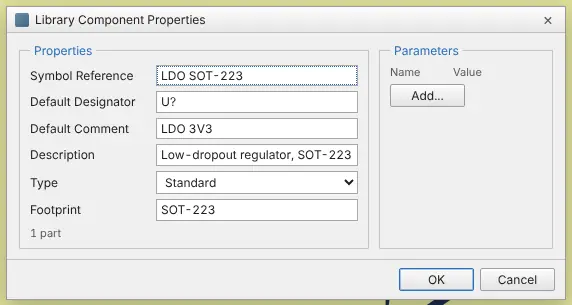 Library Component Properties
Properties
Symbol Reference LDO SOT-223
Default Designator U?
Default Comment LDO 3V3
Description Low-dropout regulator, SOT-223
Type Standard
Footprint SOT-223
1 part
Parameters
Name Value
Add...
OK Cancel